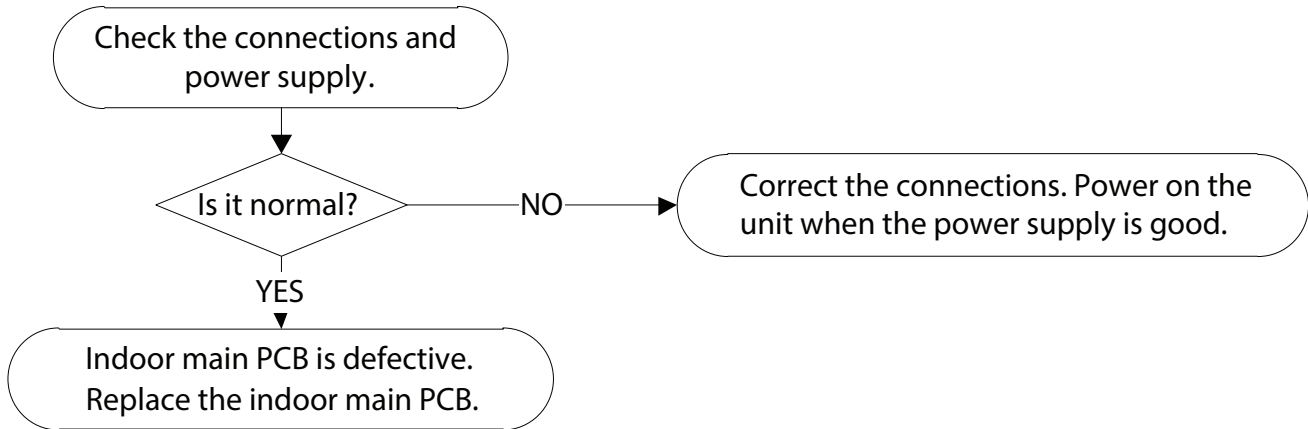 Check the connections and
power supply.
Is it normal?
NO
Correct the connections. Power on the
unit when the power supply is good.
YES
Indoor main PCB is defective.
Replace the indoor main PCB.